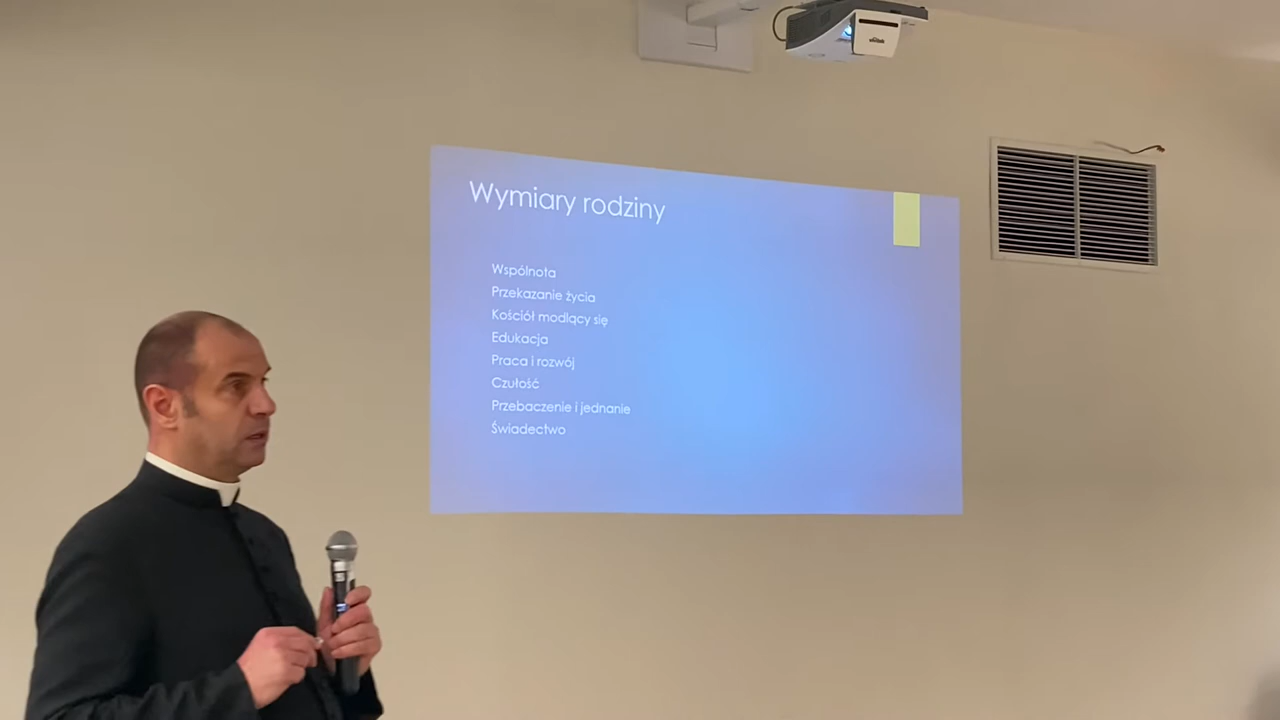 Wymiary rodziny
Wspólnota
Przekazanie życia
Kościół modlący się
Edukacja
Praca i rozwój
Czułość
Przebaczenie i jednanie
Świadectwo